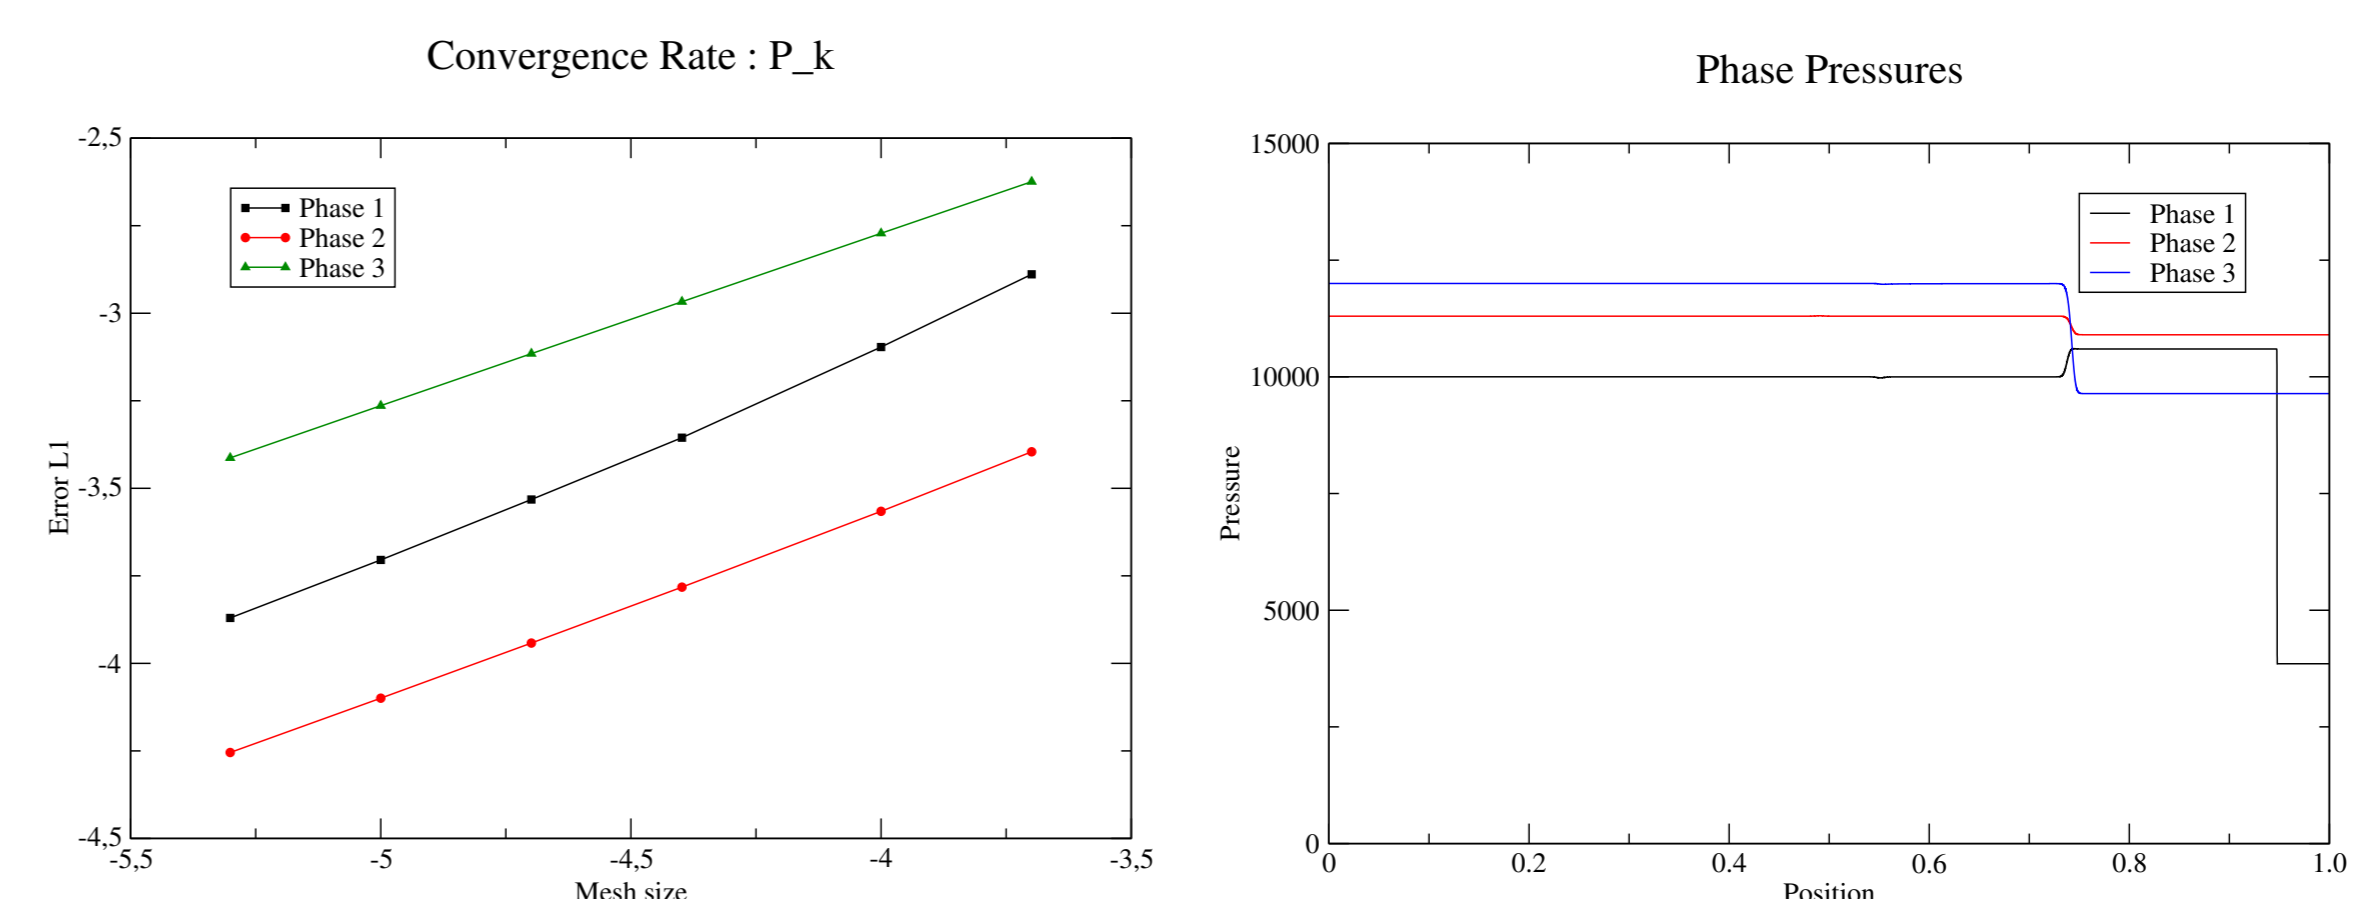 Convergence Rate : P_k
-2,5
-3
-3,5
-4
-4,5
Error L1
Phase 1
Phase 2
Phase 3
-5,5
-5
-4,5
-4
-3,5
Mesh size
Phase Pressures
15000
10000
5000
0
Pressure
Phase 1
Phase 2
Phase 3
0
0.2
0.4
0.6
0.8
1.0
Position